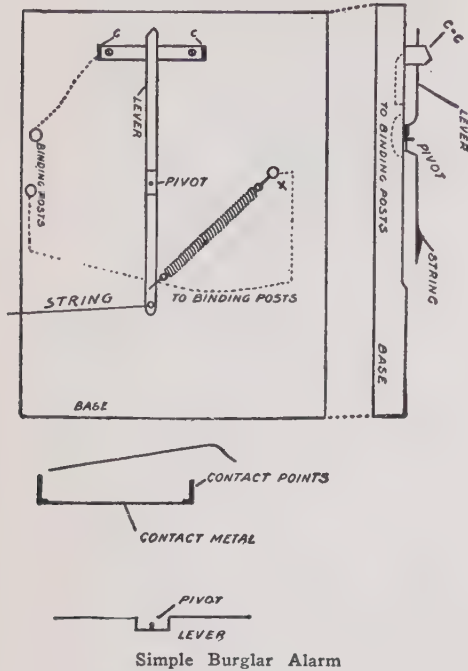 C
C
C-C
LEVER
LEVER
TO BINDING POSTS
BINDING POSTS
PIVOT
PIVOT
X
STRING
TO BINDING POSTS
STRING
BASE
BASE
CONTACT POINTS
CONTACT METAL
PIVOT
LEVER
Simple Burglar Alarm